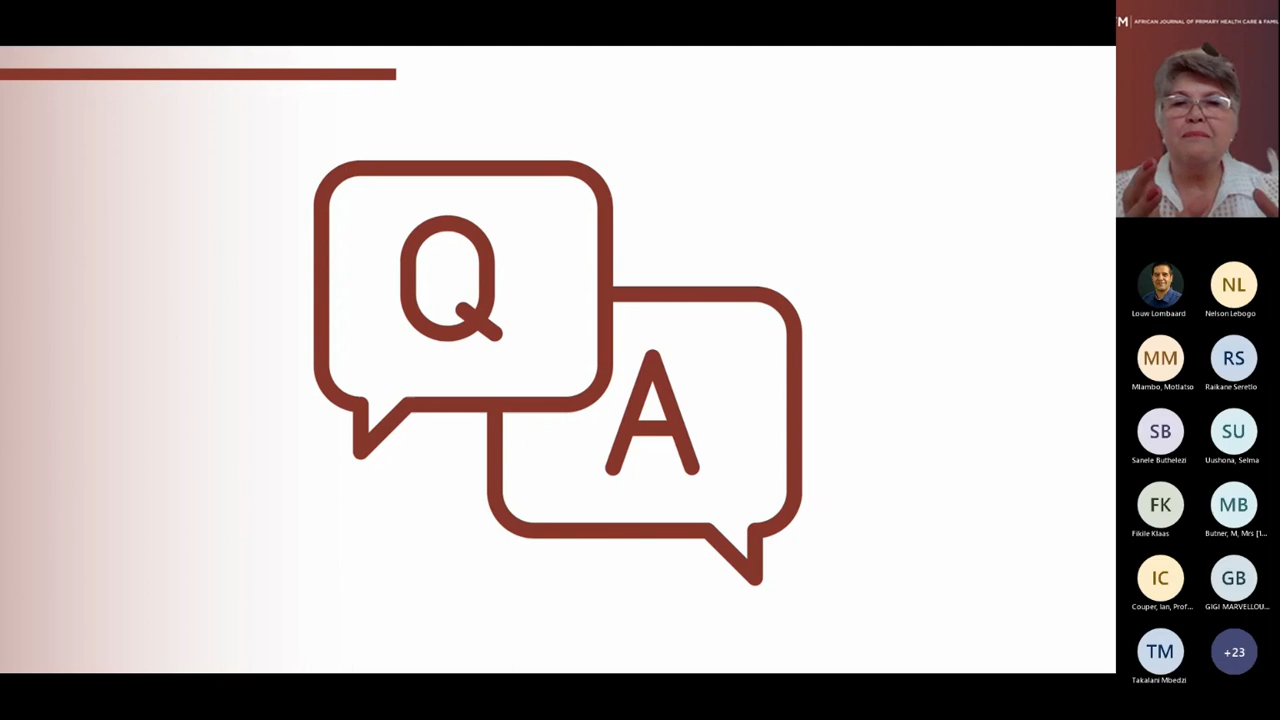 Q
A
M | AFRICAN JOURNAL OF PRIMARY HEALTH CARE & FAMI
Louw Lombaard
NL
Nelson Lebogo
MM
Mlambo, Motlatso
RS
Raikane Seretlo
SB
Sanele Buthelezi
SU
Uushona, Selma
FK
Fikile Klaas
MB
Butner, M, Mrs [1...
IC
Couper, Ian, Prof...
GB
GIGI MARVELLOU...
TM
Takalani Mbedzi
+23